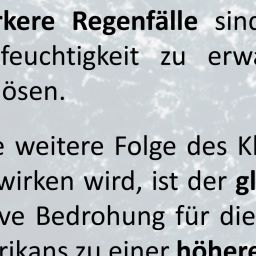 rkere Regenfälle sind
feuchtigkeit zu erwa
ösen.
e weitere Folge des Kl
wirken wird, ist der gl
ve Bedrohung für die
rikans zu einer höhere